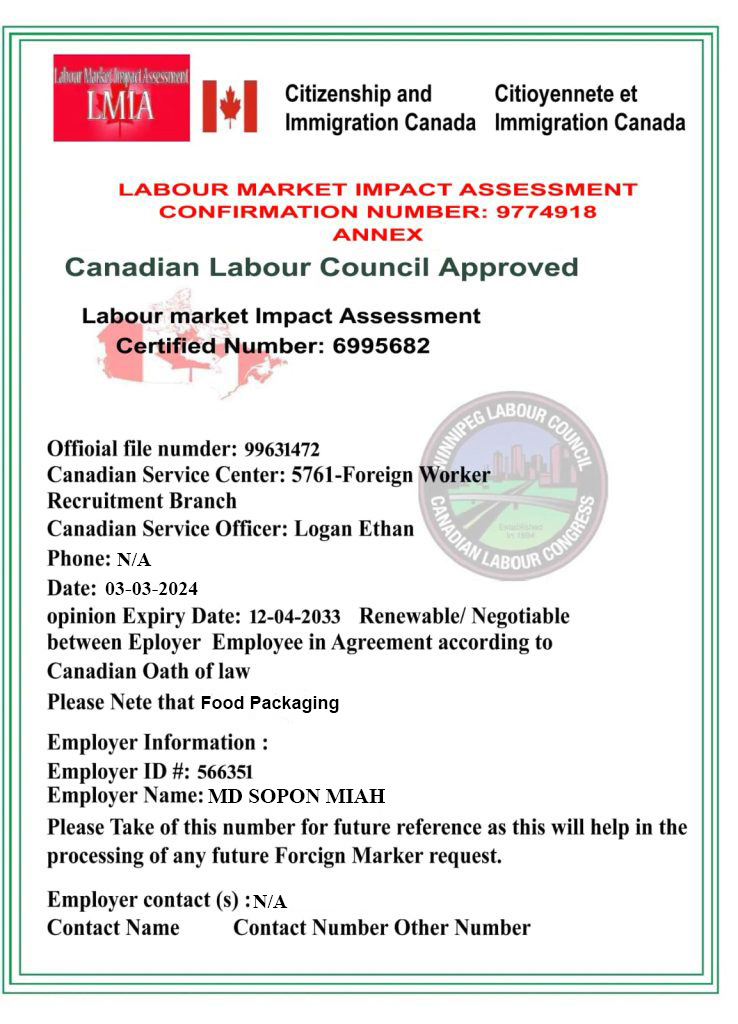 Labour Market Impact Assessment
LMIA
Citizenship and
Immigration Canada
Citioyennete et
Immigration Canada
LABOUR MARKET IMPACT ASSESSMENT
CONFIRMATION NUMBER: 9774918
ANNEX
Canadian Labour Council Approved
Labour market Impact Assessment
Certified Number: 6995682
WINNIPEG LABOUR COUNCIL
Established
in 1894
CANADIAN LABOUR CONGRESS
Offioial file numder: 99631472
Canadian Service Center: 5761-Foreign Worker
Recruitment Branch
Canadian Service Officer: Logan Ethan
Phone: N/A
Date: 03-03-2024
opinion Expiry Date: 12-04-2033 Renewable/ Negotiable
between Eployer Employee in Agreement according to
Canadian Oath of law
Please Nete that Food Packaging
Employer Information :
Employer ID #: 566351
Employer Name: MD SOPON MIAH
Please Take of this number for future reference as this will help in the
processing of any future Forcign Marker request.
Employer contact (s) : N/A
Contact Name Contact Number Other Number